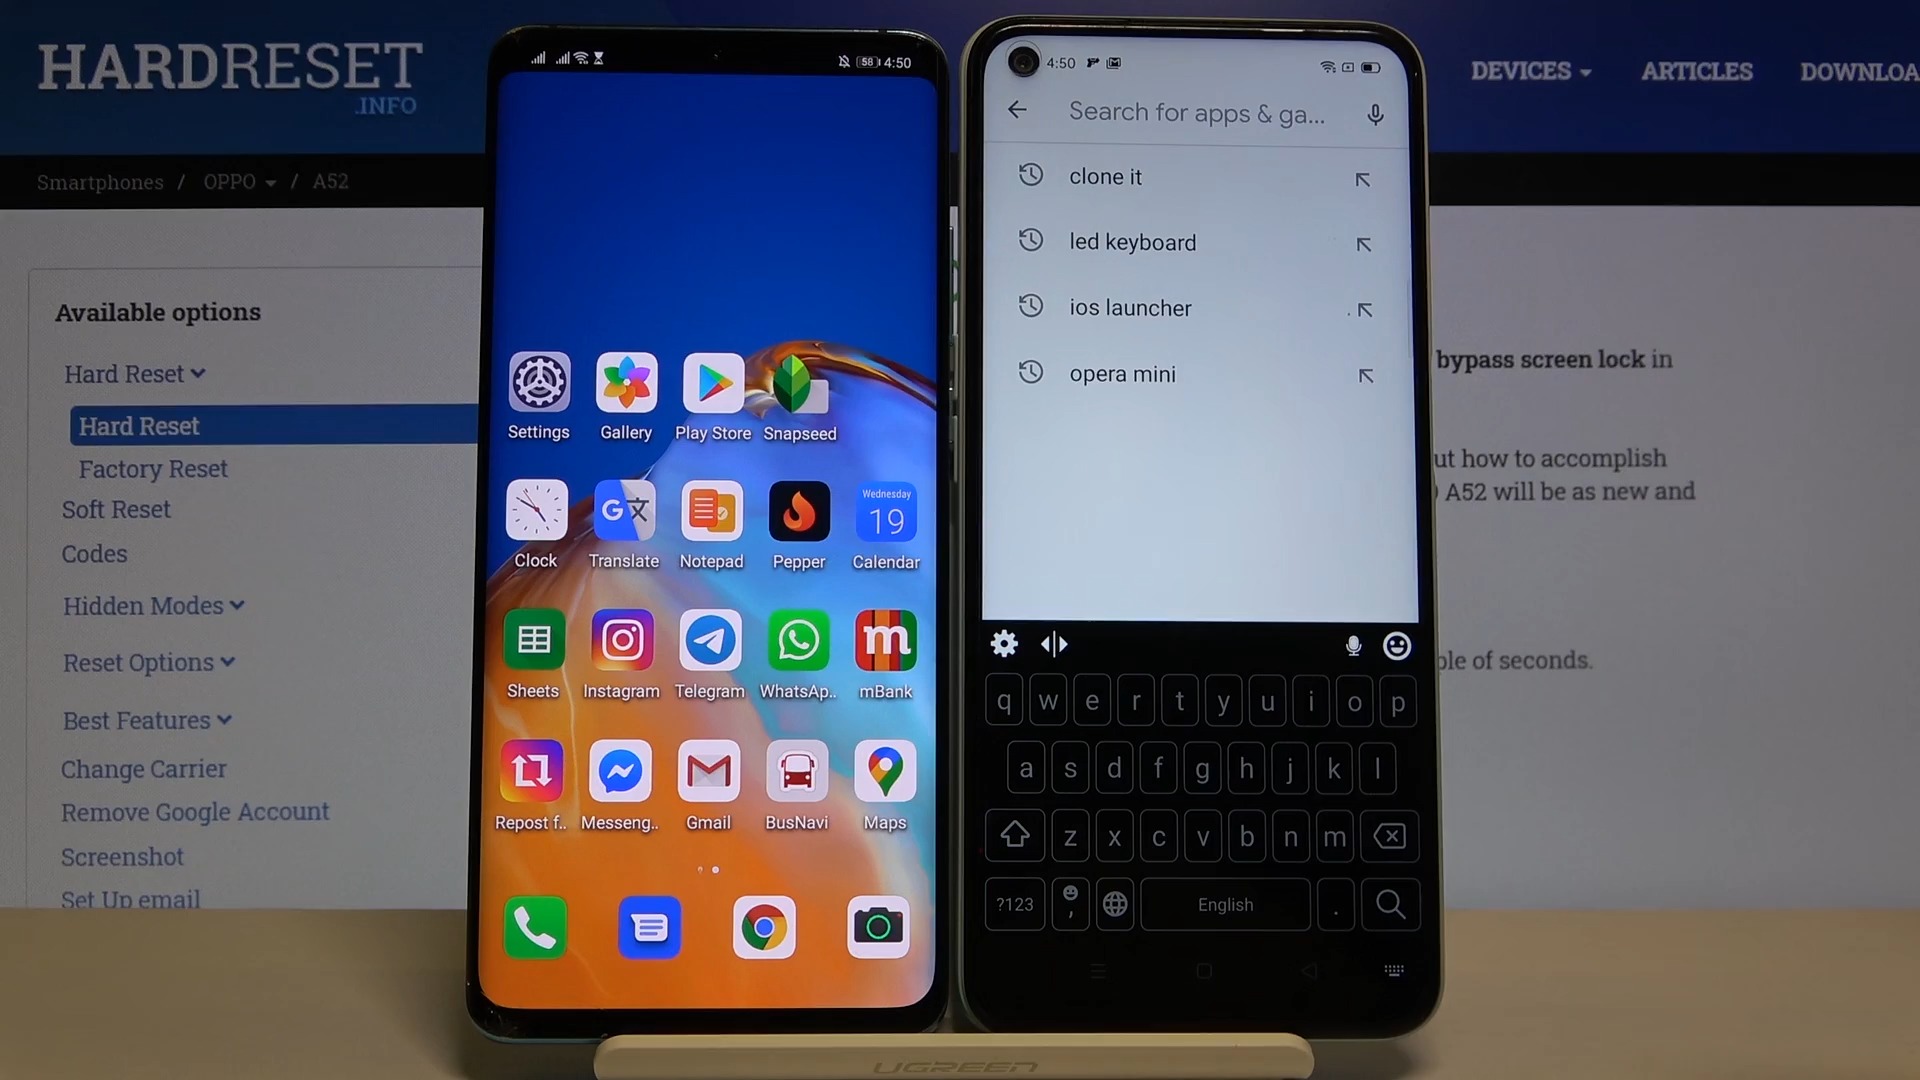 HARDRESET
.INFO
DEVICES
ARTICLES
DOWNLOA
Smartphones / OPPO / A52
Available options
Hard Reset
Hard Reset
Factory Reset
Soft Reset
Codes
Hidden Modes
Reset Options
Best Features
Change Carrier
Remove Google Account
Screenshot
Set Up email
58 4:50
Settings
Gallery
Play Store
Snapseed
Wednesday
19
Clock
Translate
Notepad
Pepper
Calendar
m
Sheets
Instagram
Telegram
WhatsAp..
mBank
Repost f..
Messeng..
Gmail
BusNavi
Maps
4:50
Search for apps & ga...
clone it
led keyboard
ios launcher
opera mini
q w e r t y u i o p
a s d f g h j k l
z x c v b n m
?123 , English .
bypass screen lock in
ut how to accomplish
A52 will be as new and
ple of seconds.
UGREEN